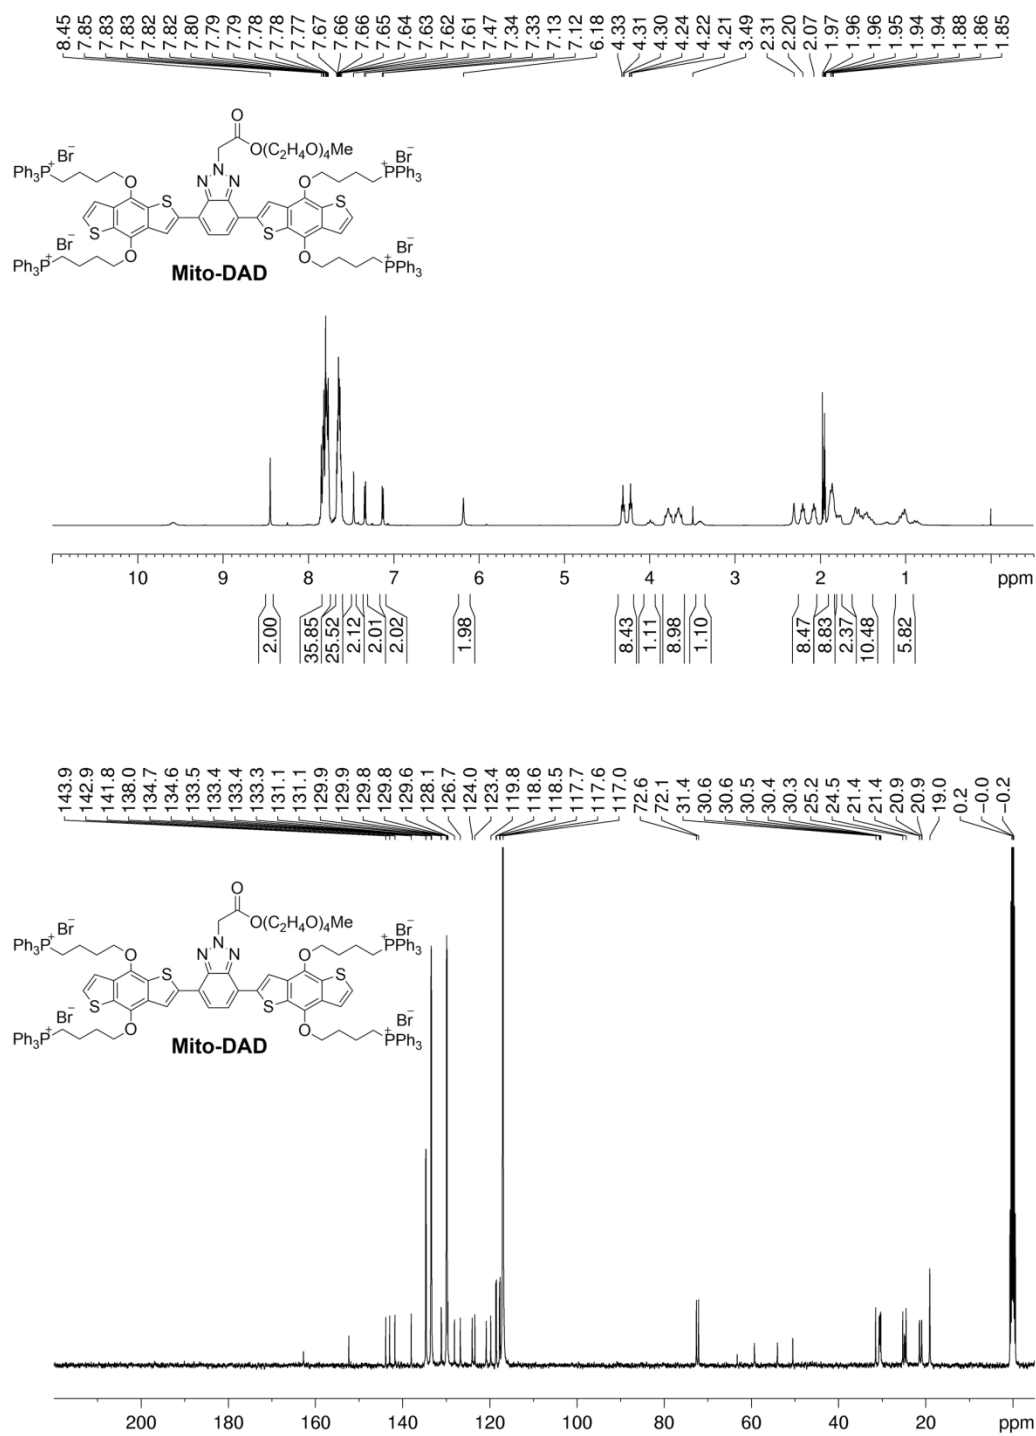 8.45 7.85 7.83 7.83 7.82 7.82 7.80 7.79 7.79 7.78 7.78 7.77 7.67 7.66 7.66 7.65 7.64 7.63 7.62 7.61 7.47 7.34 7.33 7.13 7.12 6.18 4.33 4.31 4.30 4.24 4.22 4.21 3.49 2.31 2.20 2.07 1.97 1.96 1.96 1.95 1.94 1.94 1.88 1.86 1.85
O
O(C2H4O)4Me
Br− Br−
Ph3P+ +PPh3
N
O N N O
S S
S S
Br− O O Br−
Ph3P+ +PPh3
Mito-DAD
10 9 8 7 6 5 4 3 2 1 ppm
2.00 35.85 25.52 2.12 2.01 2.02 1.98 8.43 1.11 8.98 1.10 8.47 8.83 2.37 10.48 5.82
143.9 142.9 141.8 138.0 134.7 134.6 133.5 133.4 133.4 133.3 131.1 131.1 129.9 129.9 129.8 129.8 129.6 128.1 126.7 124.0 123.4 119.8 118.6 118.5 117.7 117.6 117.0 72.6 72.1 31.4 30.6 30.6 30.5 30.4 30.3 25.2 24.5 21.4 21.4 20.9 20.9 19.0 0.2 −0.0 −0.2
O
O(C2H4O)4Me
Br− Br−
Ph3P+ +PPh3
N
O N N O
S S
S S
Br− O O Br−
Ph3P+ +PPh3
Mito-DAD
200 180 160 140 120 100 80 60 40 20 ppm